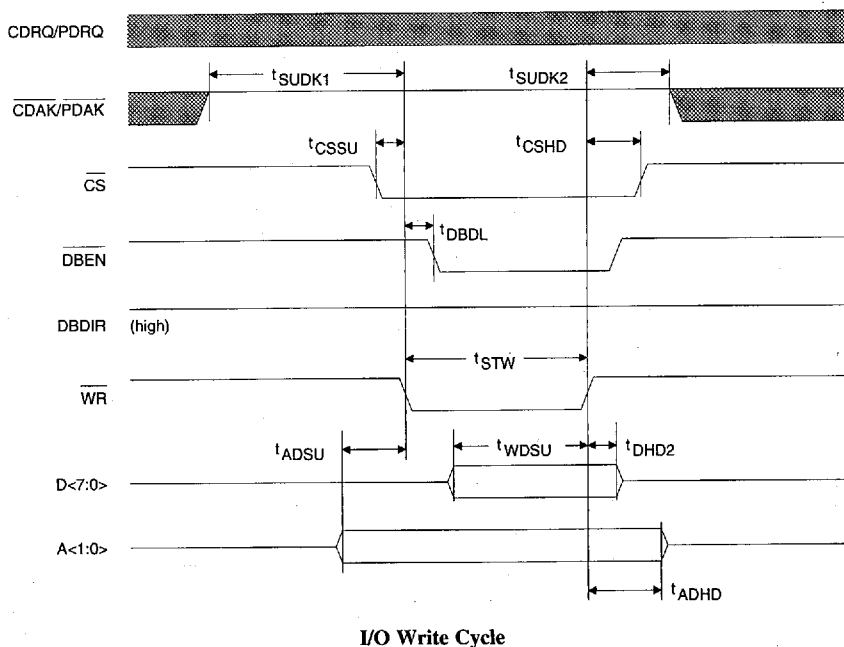 CDRQ/PDRQ
tSUDK1
tSUDK2
CDAK/PDAK
tCSSU
tCSHD
CS
tDBDL
DBEN
DBDIR (high)
tSTW
WR
tADSU
tWDSU
tDHD2
D<7:0>
A<1:0>
tADHD
I/O Write Cycle